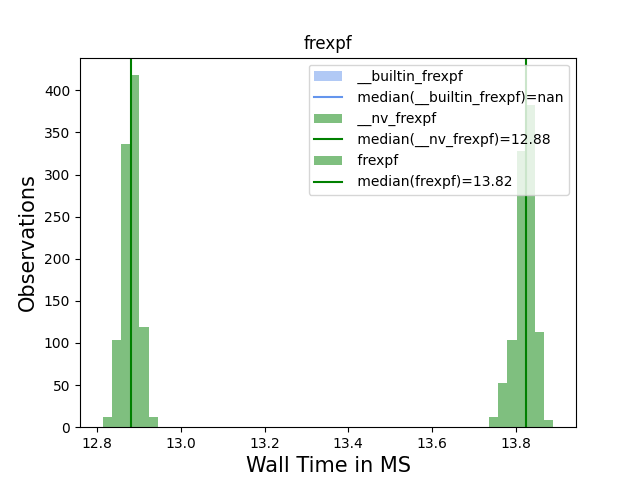 frexpf
__builtin_frexpf
median(__builtin_frexpf)=nan
__nv_frexpf
median(__nv_frexpf)=12.88
frexpf
median(frexpf)=13.82
Observations
400
350
300
250
200
150
100
50
0
12.8 13.0 13.2 13.4 13.6 13.8
Wall Time in MS